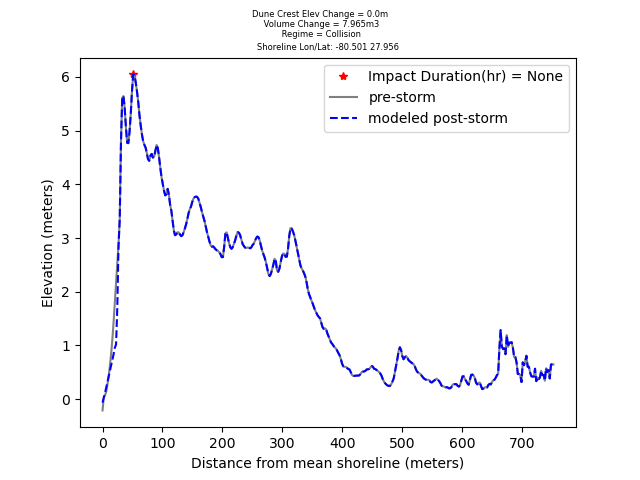 Dune Crest Elev Change = 0.0m
Volume Change = 7.965m3
Regime = Collision
Shoreline Lon/Lat: -80.501 27.956
Impact Duration(hr) = None
pre-storm
modeled post-storm
Elevation (meters)
6
5
4
3
2
1
0
0 100 200 300 400 500 600 700
Distance from mean shoreline (meters)